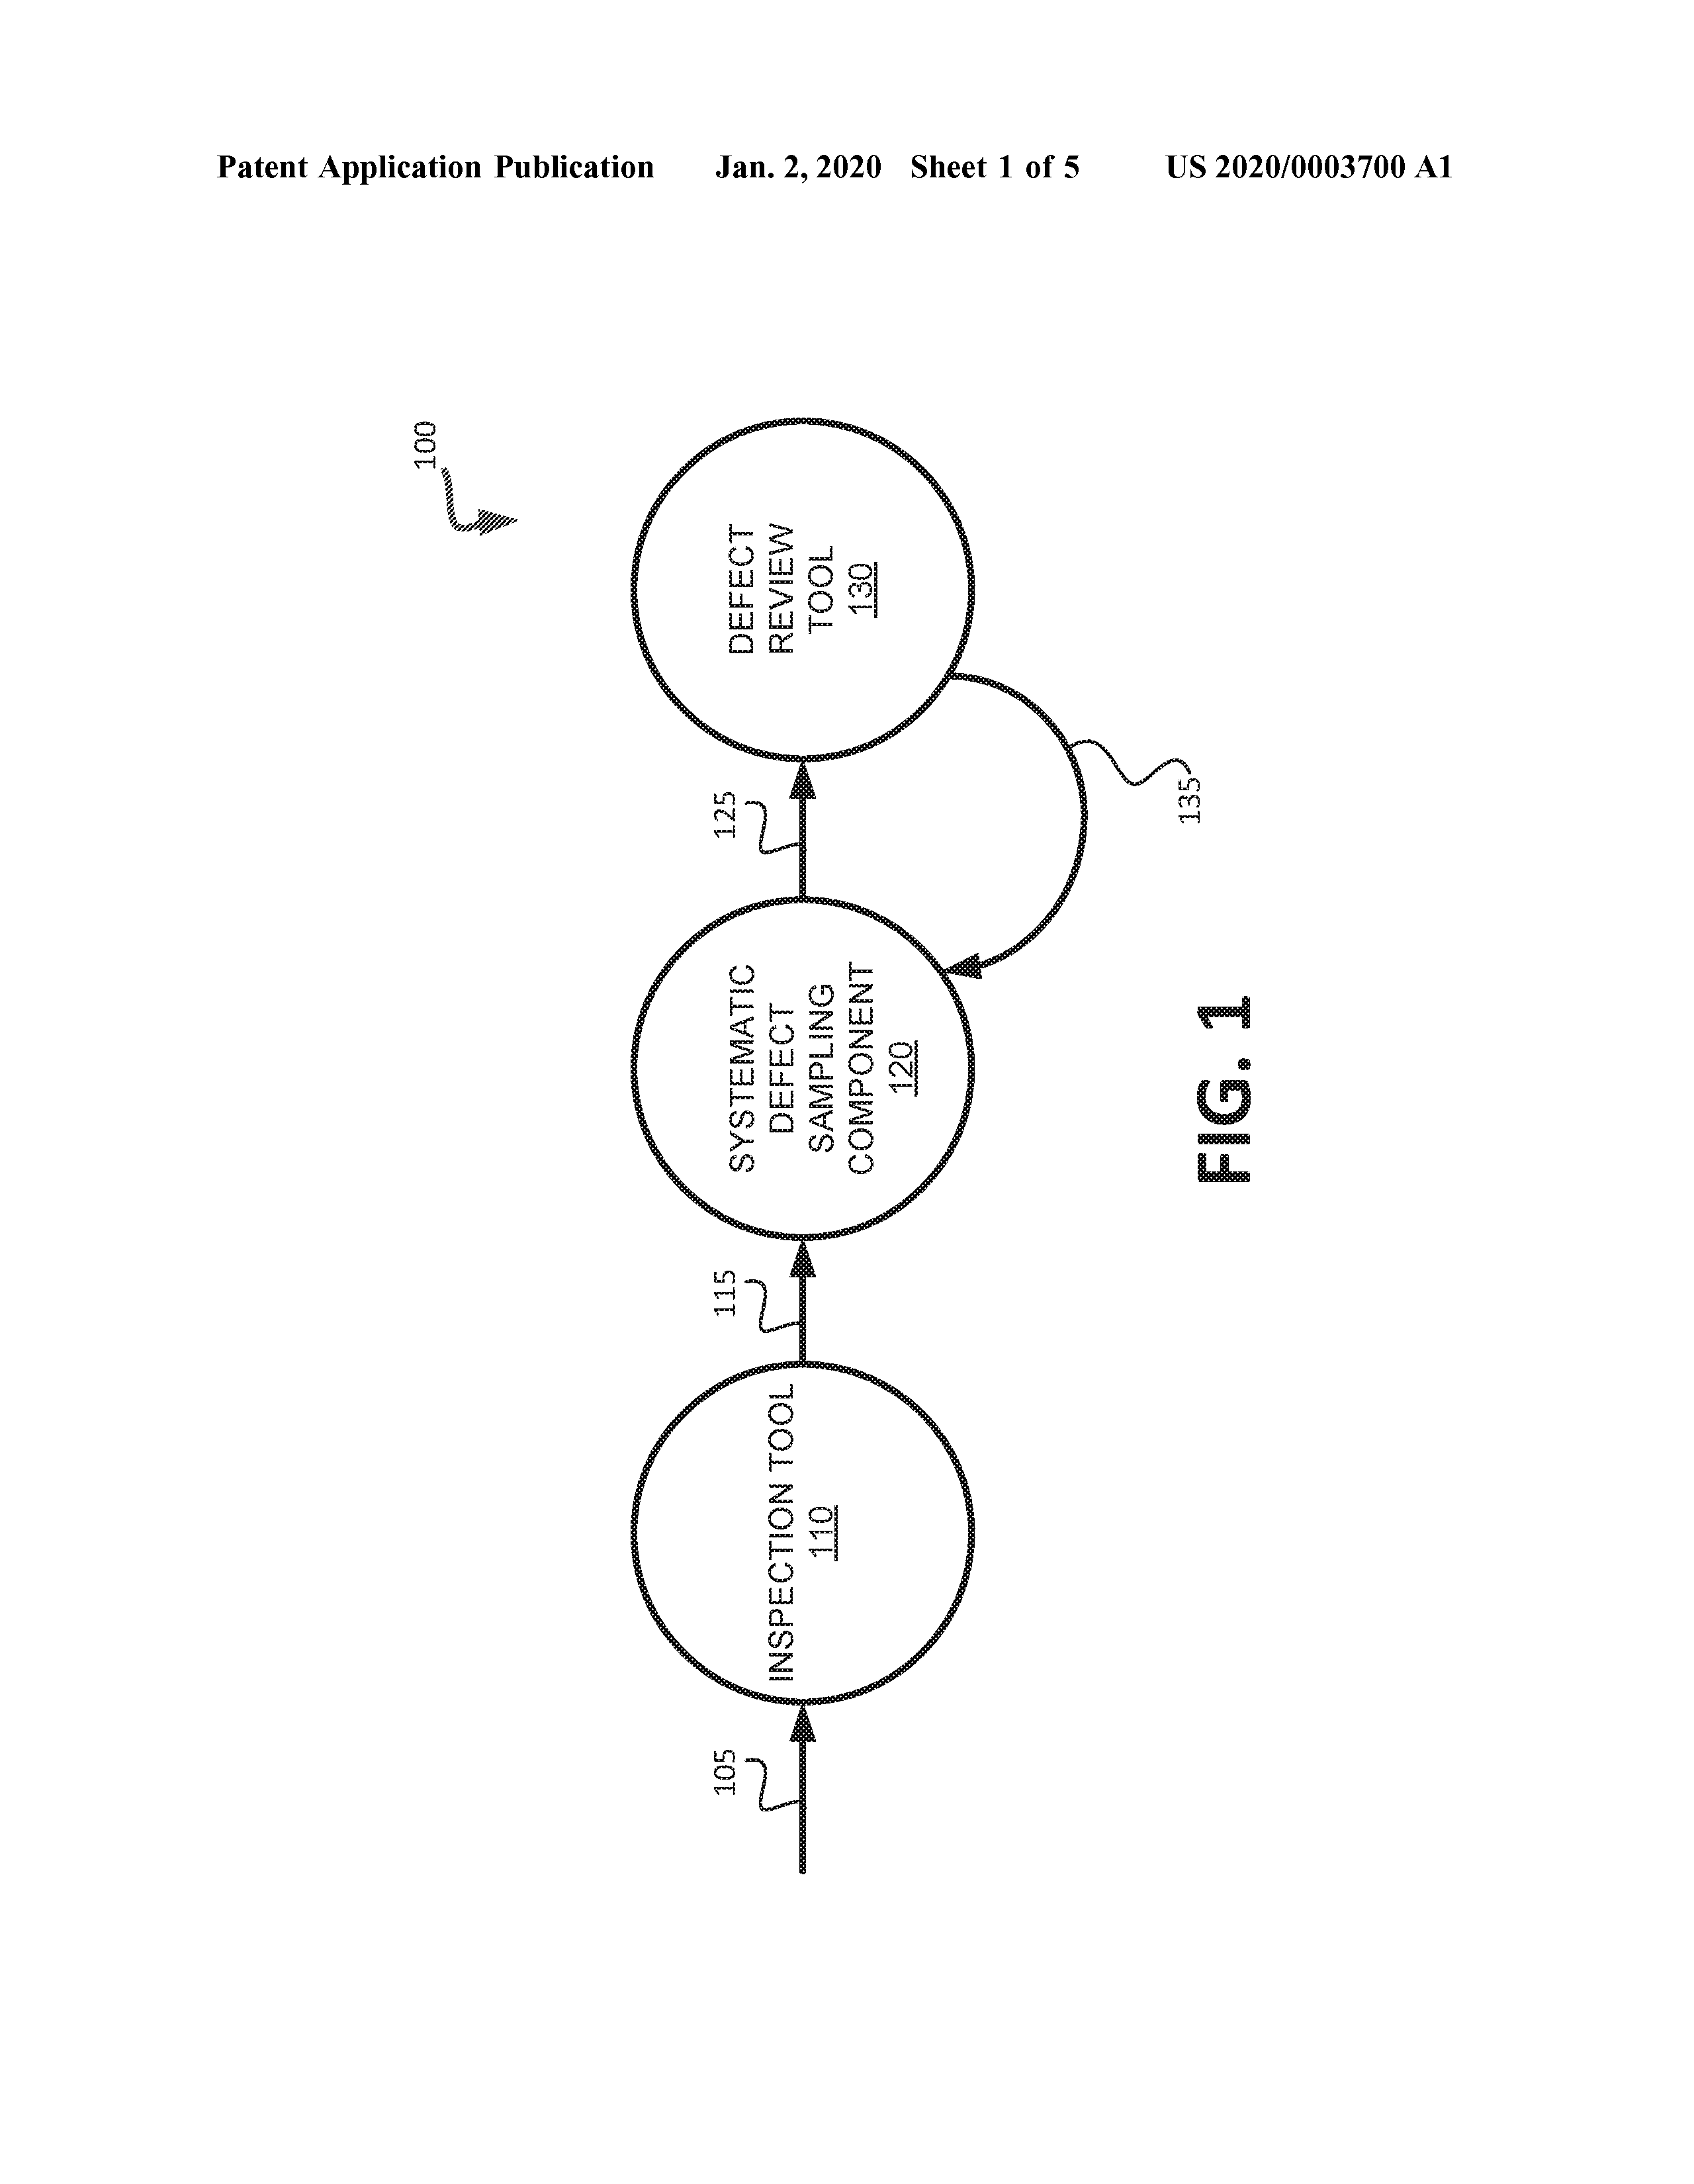 Patent Application Publication Jan. 2, 2020 Sheet 1 of 5 US 2020/0003700 A1
100
105
INSPECTION TOOL
110
115
SYSTEMATIC
DEFECT
SAMPLING
COMPONENT
120
125
DEFECT
REVIEW
TOOL
130
135
FIG. 1